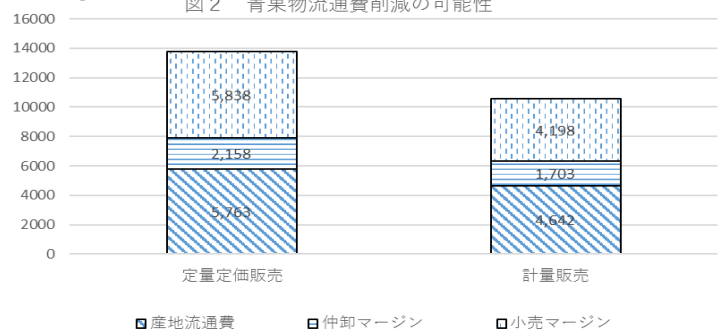 図２　青果物流通費削減の可能性
16000
14000
12000
10000
8000
6000
4000
2000
0
5,838
2,158
5,763
4,198
1,703
4,642
定量定価販売
計量販売
産地流通費
仲卸マージン
小売マージン